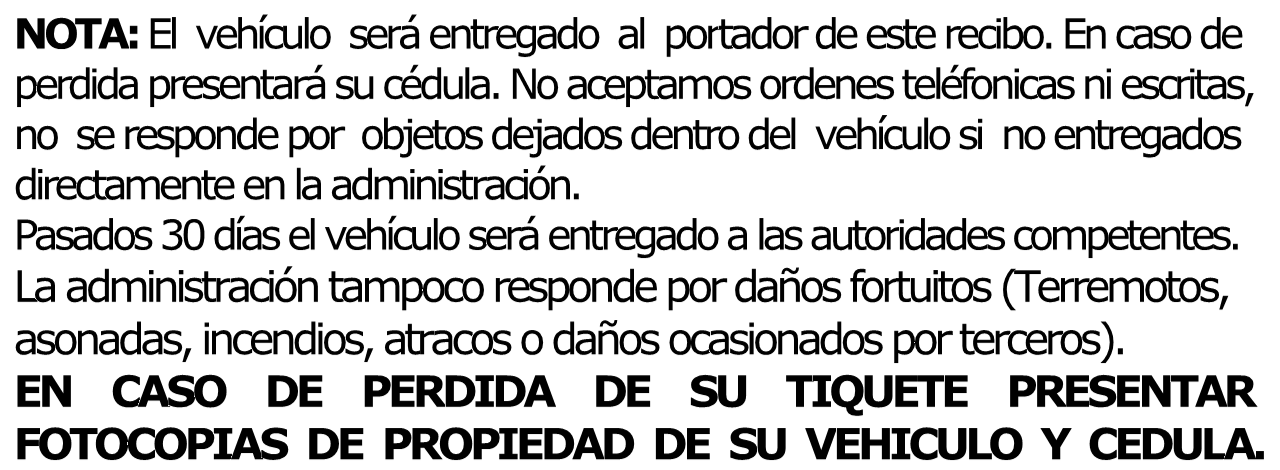 NOTA: El vehículo será entregado al portador de este recibo. En caso de
perdida presentará su cédula. No aceptamos ordenes teléfonicas ni escritas,
no se responde por objetos dejados dentro del vehículo si no entregados
directamente en la administración.
Pasados 30 días el vehículo será entregado a las autoridades competentes.
La administración tampoco responde por daños fortuitos (Terremotos,
asonadas, incendios, atracos o daños ocasionados por terceros).
EN CASO DE PERDIDA DE SU TIQUETE PRESENTAR
FOTOCOPIAS DE PROPIEDAD DE SU VEHICULO Y CEDULA.